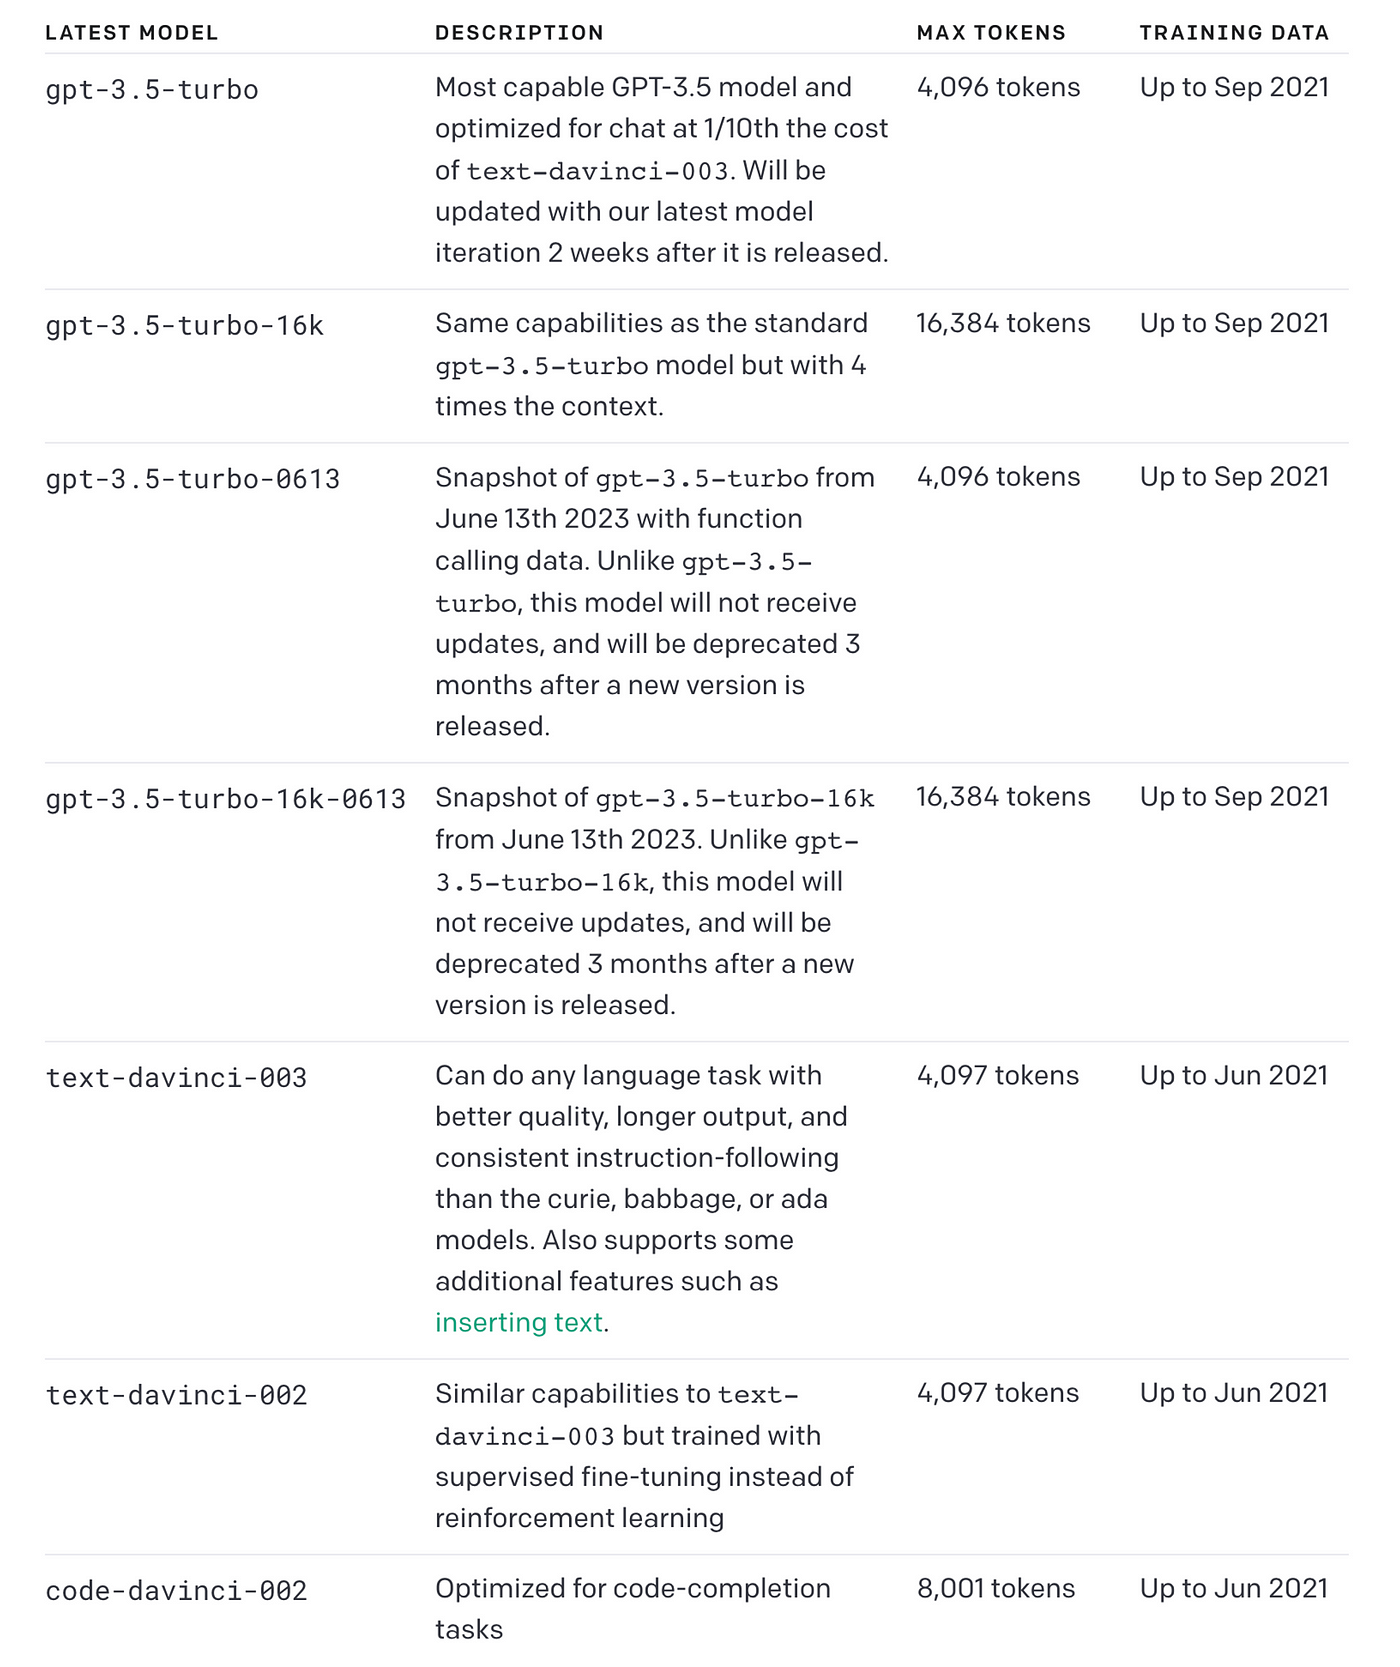 LATEST MODEL DESCRIPTION MAX TOKENS TRAINING DATA
gpt-3.5-turbo Most capable GPT-3.5 model and 4,096 tokens Up to Sep 2021
optimized for chat at 1/10th the cost
of text-davinci-003. Will be
updated with our latest model
iteration 2 weeks after it is released.
gpt-3.5-turbo-16k Same capabilities as the standard 16,384 tokens Up to Sep 2021
gpt-3.5-turbo model but with 4
times the context.
gpt-3.5-turbo-0613 Snapshot of gpt-3.5-turbo from 4,096 tokens Up to Sep 2021
June 13th 2023 with function
calling data. Unlike gpt-3.5-
turbo, this model will not receive
updates, and will be deprecated 3
months after a new version is
released.
gpt-3.5-turbo-16k-0613 Snapshot of gpt-3.5-turbo-16k 16,384 tokens Up to Sep 2021
from June 13th 2023. Unlike gpt-
3.5-turbo-16k, this model will
not receive updates, and will be
deprecated 3 months after a new
version is released.
text-davinci-003 Can do any language task with 4,097 tokens Up to Jun 2021
better quality, longer output, and
consistent instruction-following
than the curie, babbage, or ada
models. Also supports some
additional features such as
inserting text.
text-davinci-002 Similar capabilities to text- 4,097 tokens Up to Jun 2021
davinci-003 but trained with
supervised fine-tuning instead of
reinforcement learning
code-davinci-002 Optimized for code-completion 8,001 tokens Up to Jun 2021
tasks